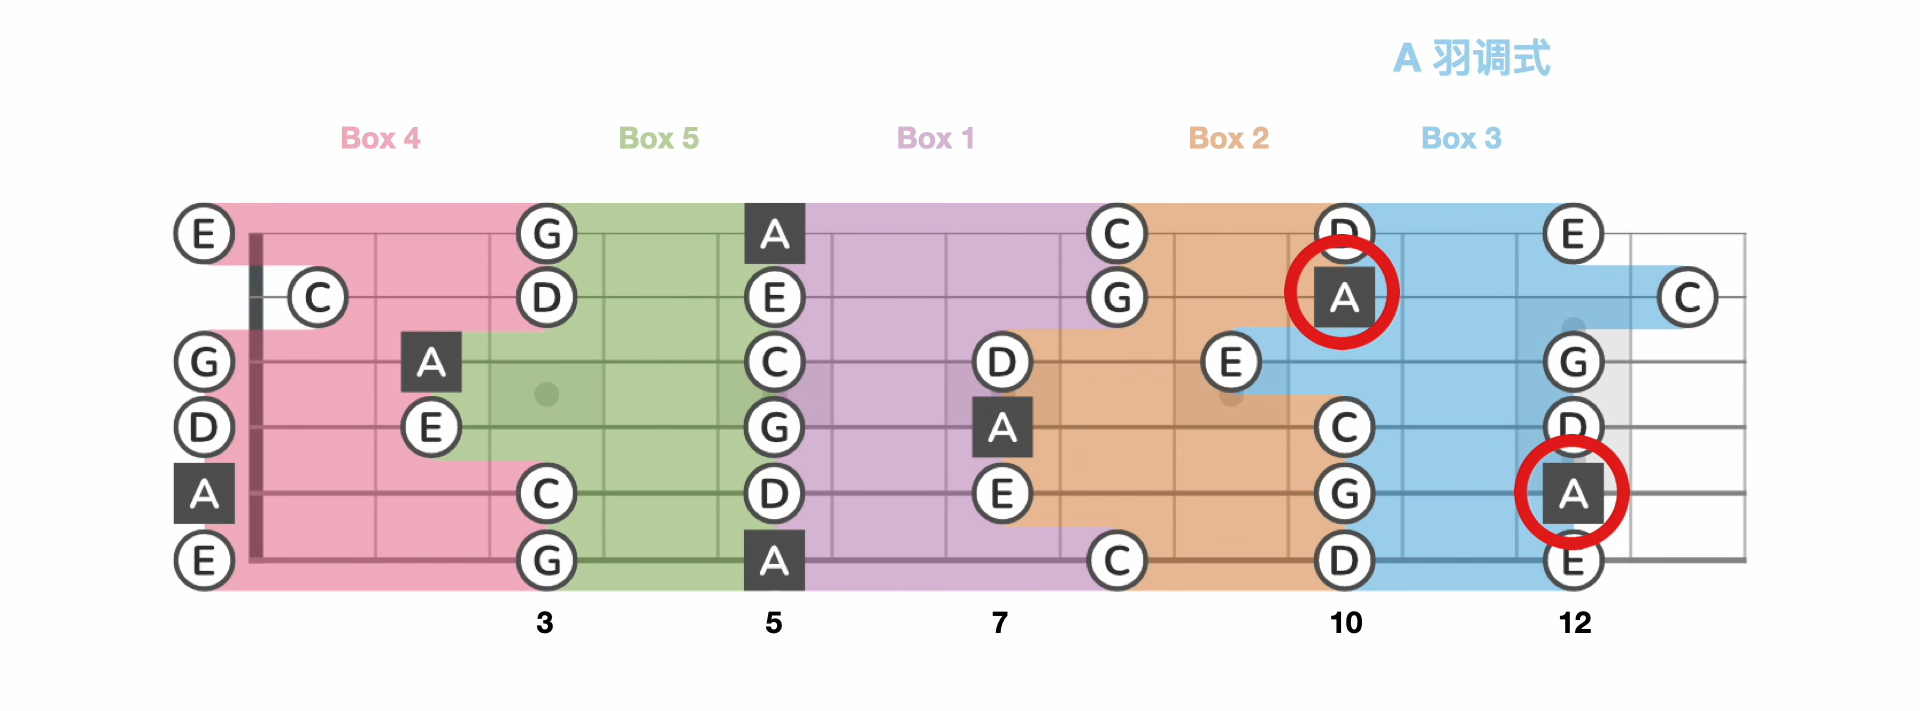 A 羽调式
Box 4 Box 5 Box 1 Box 2 Box 3
E G A C D E
C D E G A C
G A C D E G
D E G A C D
A C D E G A
E G A C D E
3 5 7 10 12